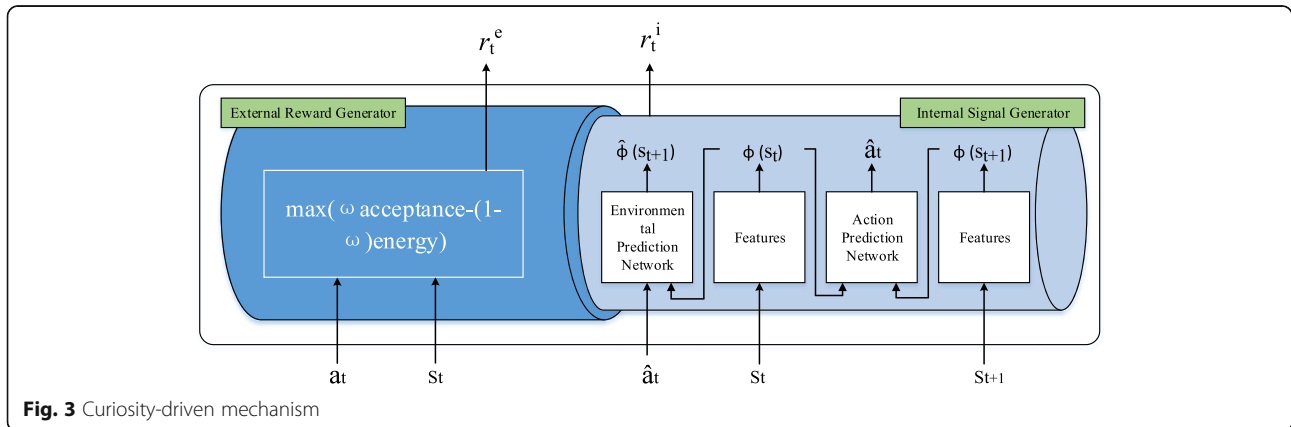 r_t^e
r_t^i
External Reward Generator
Internal Signal Generator
ϕ̂ (s_{t+1})
ϕ (s_t)
â_t
ϕ (s_{t+1})
max( ω acceptance-(1-
ω)energy)
Environmen
tal
Prediction
Network
Features
Action
Prediction
Network
Features
a_t
s_t
â_t
s_t
s_{t+1}
Fig. 3 Curiosity-driven mechanism